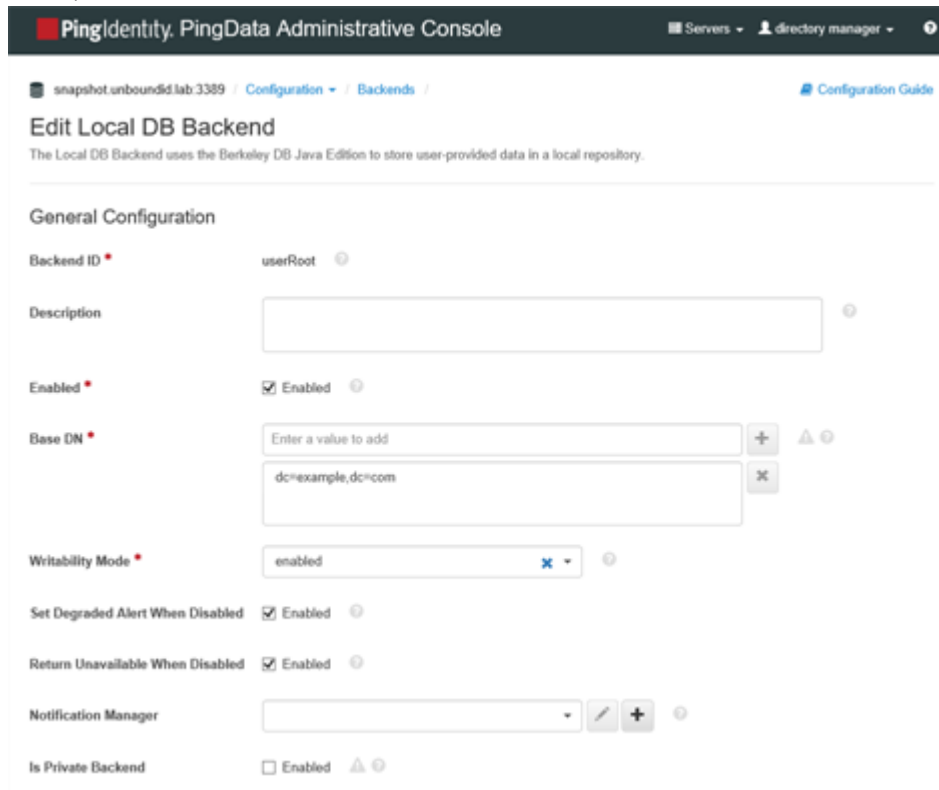 PingIdentity. PingData Administrative Console Servers directory manager
snapshot.unboundid.lab:3389 / Configuration / Backends / Configuration Guide
Edit Local DB Backend
The Local DB Backend uses the Berkeley DB Java Edition to store user-provided data in a local repository.
General Configuration
Backend ID * userRoot
Description
Enabled * Enabled
Base DN * Enter a value to add
dc=example,dc=com
Writability Mode * enabled
Set Degraded Alert When Disabled Enabled
Return Unavailable When Disabled Enabled
Notification Manager
Is Private Backend Enabled